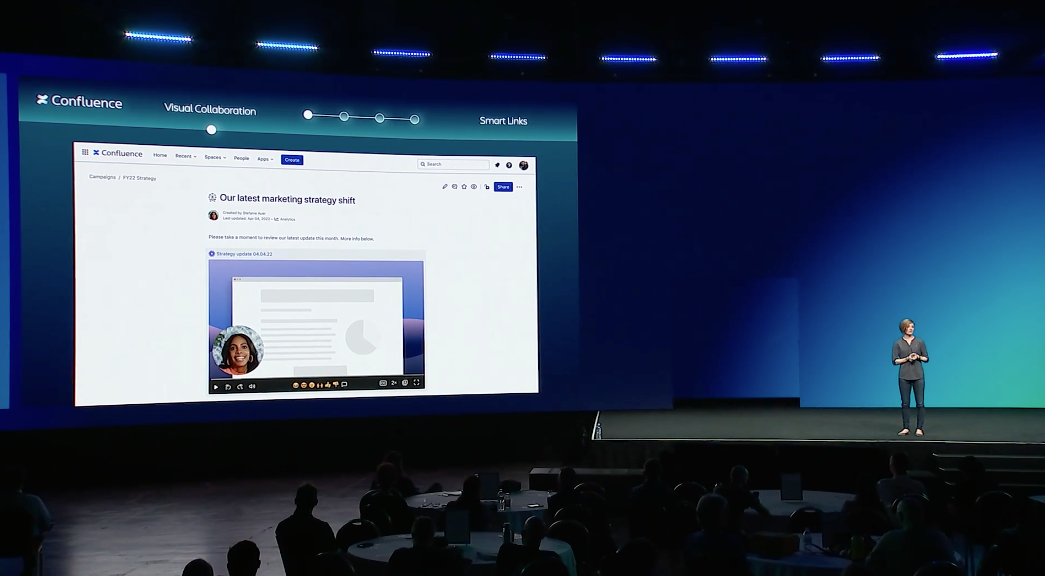 Confluence
Visual Collaboration
Smart Links
Confluence Home Recent Spaces People Apps Create Search
Campaigns / FY22 Strategy
Share
Our latest marketing strategy shift
Created by Stefanie Auer
Last updated: Apr 04, 2022 · Analytics
Please take a moment to review our latest update this month. More info below.
Strategy update 04.04.22